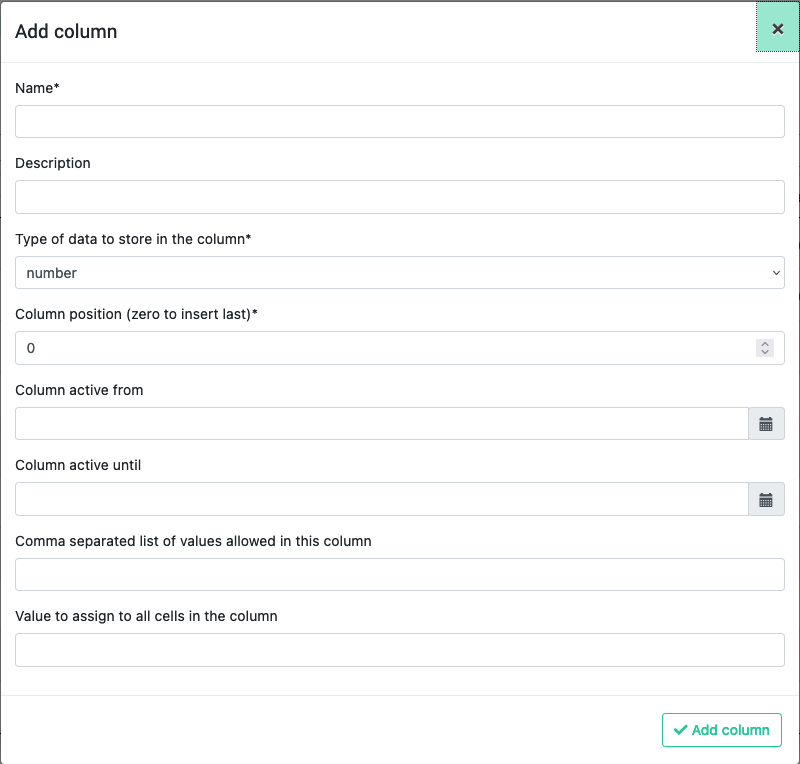 Add column
Name*
Description
Type of data to store in the column*
number
Column position (zero to insert last)*
0
Column active from
Column active until
Comma separated list of values allowed in this column
Value to assign to all cells in the column
Add column